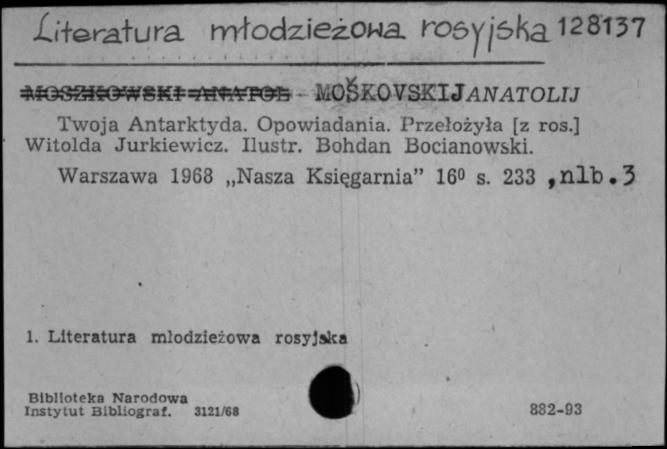 Literatura młodzieżowa rosyjska 128137
MOSZKOWSKI ANATOL MOŠKOVSKIJ ANATOLIJ
Twoja Antarktyda. Opowiadania. Przełożyła [z ros.]
Witolda Jurkiewicz. Ilustr. Bohdan Bocianowski.
Warszawa 1968 „Nasza Księgarnia” 16⁰ s. 233 ,nlb.3
1. Literatura młodzieżowa rosyjska
Biblioteka Narodowa
Instytut Bibliograf. 3121/68
882-93